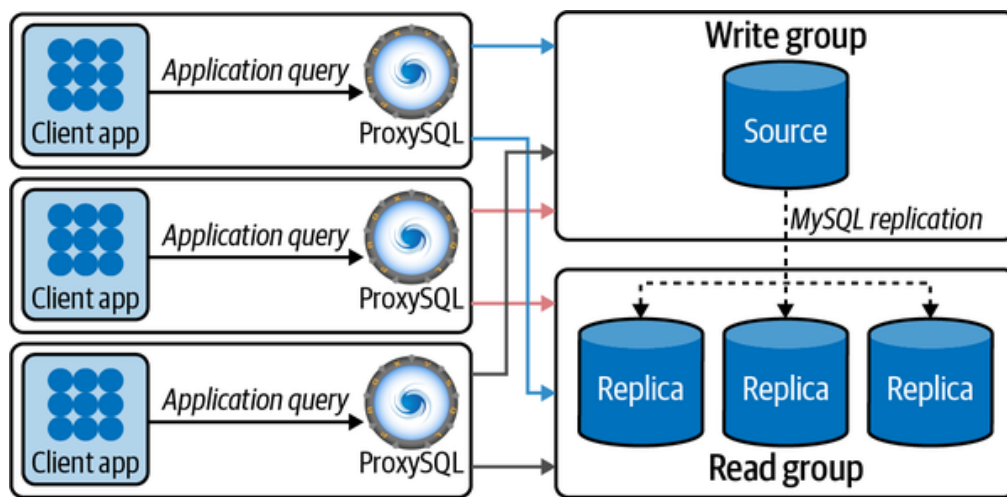 Application query
Client app
ProxySQL
Application query
Client app
ProxySQL
Application query
Client app
ProxySQL
Write group
Source
MySQL replication
Replica
Replica
Replica
Read group